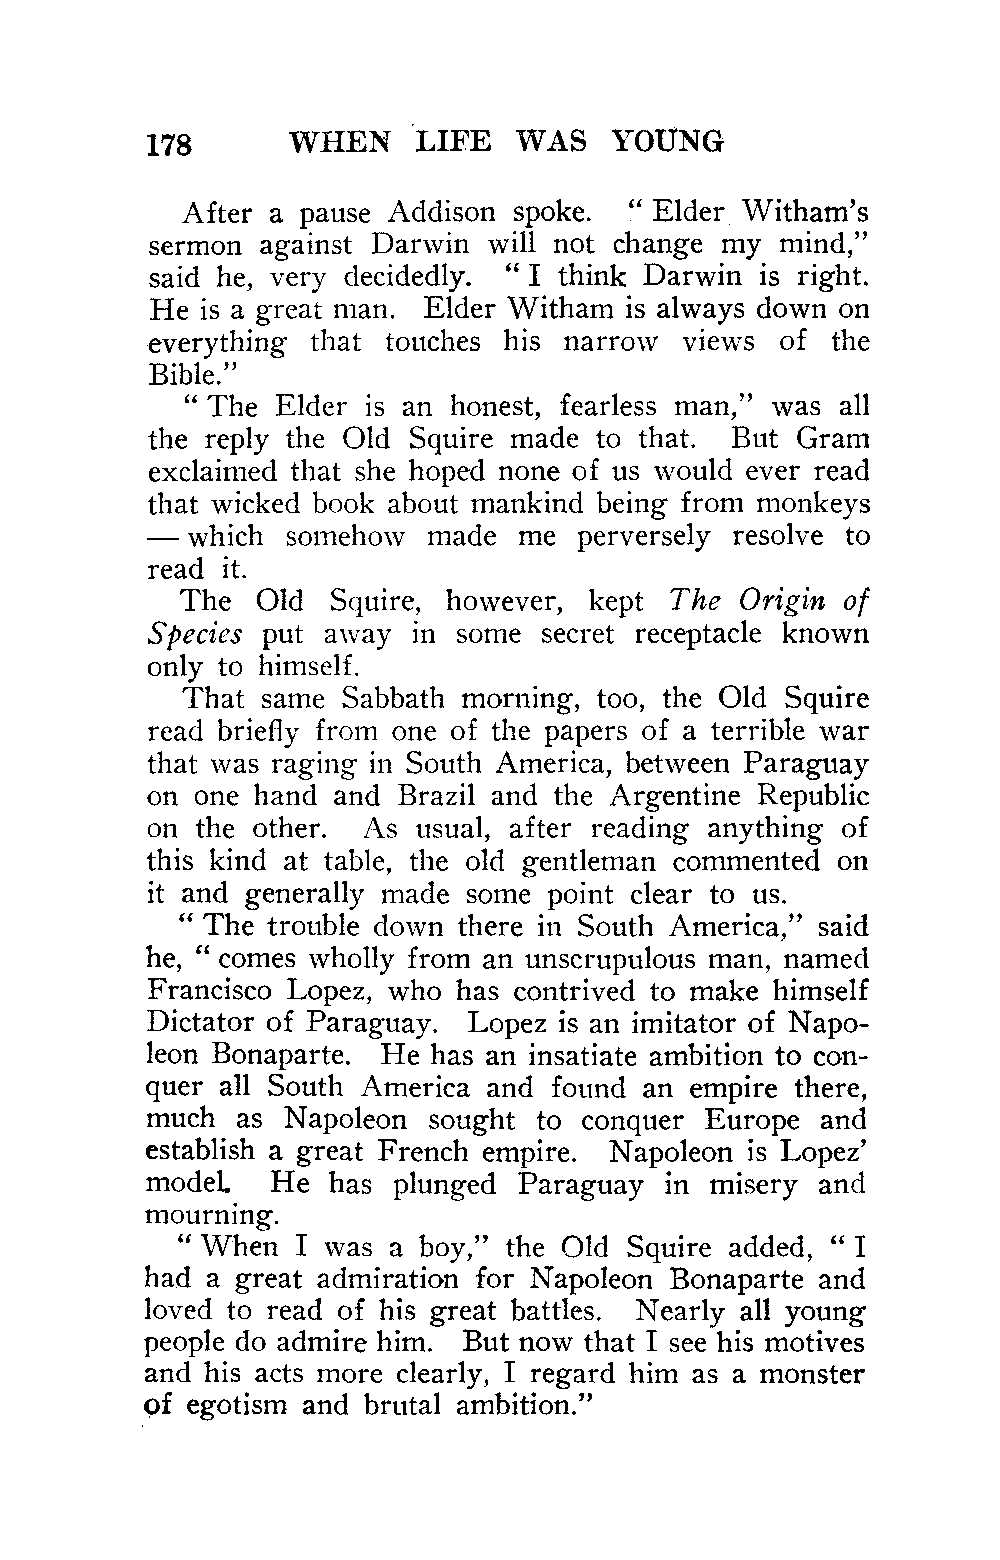 178 WHEN LIFE WAS YOUNG
After a pause Addison spoke. “ Elder Witham’s
sermon against Darwin will not change my mind,”
said he, very decidedly. “ I think Darwin is right.
He is a great man. Elder Witham is always down on
everything that touches his narrow views of the
Bible.”
“ The Elder is an honest, fearless man,” was all
the reply the Old Squire made to that. But Gram
exclaimed that she hoped none of us would ever read
that wicked book about mankind being from monkeys
— which somehow made me perversely resolve to
read it.
The Old Squire, however, kept The Origin of
Species put away in some secret receptacle known
only to himself.
That same Sabbath morning, too, the Old Squire
read briefly from one of the papers of a terrible war
that was raging in South America, between Paraguay
on one hand and Brazil and the Argentine Republic
on the other. As usual, after reading anything of
this kind at table, the old gentleman commented on
it and generally made some point clear to us.
“ The trouble down there in South America,” said
he, “ comes wholly from an unscrupulous man, named
Francisco Lopez, who has contrived to make himself
Dictator of Paraguay. Lopez is an imitator of Napo-
leon Bonaparte. He has an insatiate ambition to con-
quer all South America and found an empire there,
much as Napoleon sought to conquer Europe and
establish a great French empire. Napoleon is Lopez’
model. He has plunged Paraguay in misery and
mourning.
“ When I was a boy,” the Old Squire added, “ I
had a great admiration for Napoleon Bonaparte and
loved to read of his great battles. Nearly all young
people do admire him. But now that I see his motives
and his acts more clearly, I regard him as a monster
of egotism and brutal ambition.”